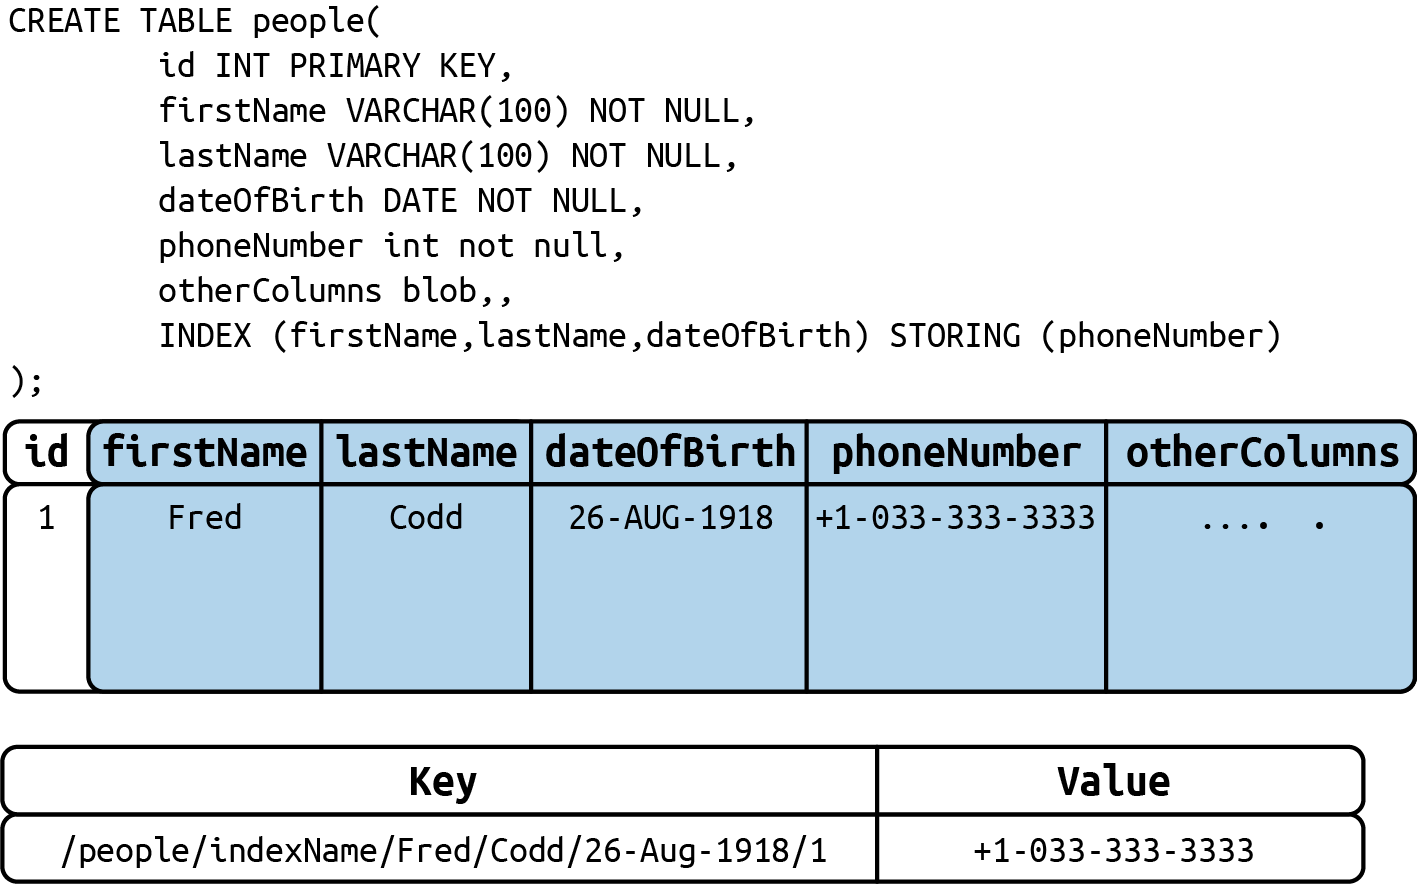 CREATE TABLE people(
id INT PRIMARY KEY,
firstName VARCHAR(100) NOT NULL,
lastName VARCHAR(100) NOT NULL,
dateOfBirth DATE NOT NULL,
phoneNumber int not null,
otherColumns blob,,
INDEX (firstName,lastName,dateOfBirth) STORING (phoneNumber)
);
id firstName lastName dateOfBirth phoneNumber otherColumns
1 Fred Codd 26-AUG-1918 +1-033-333-3333 .... .
Key Value
/people/indexName/Fred/Codd/26-Aug-1918/1 +1-033-333-3333